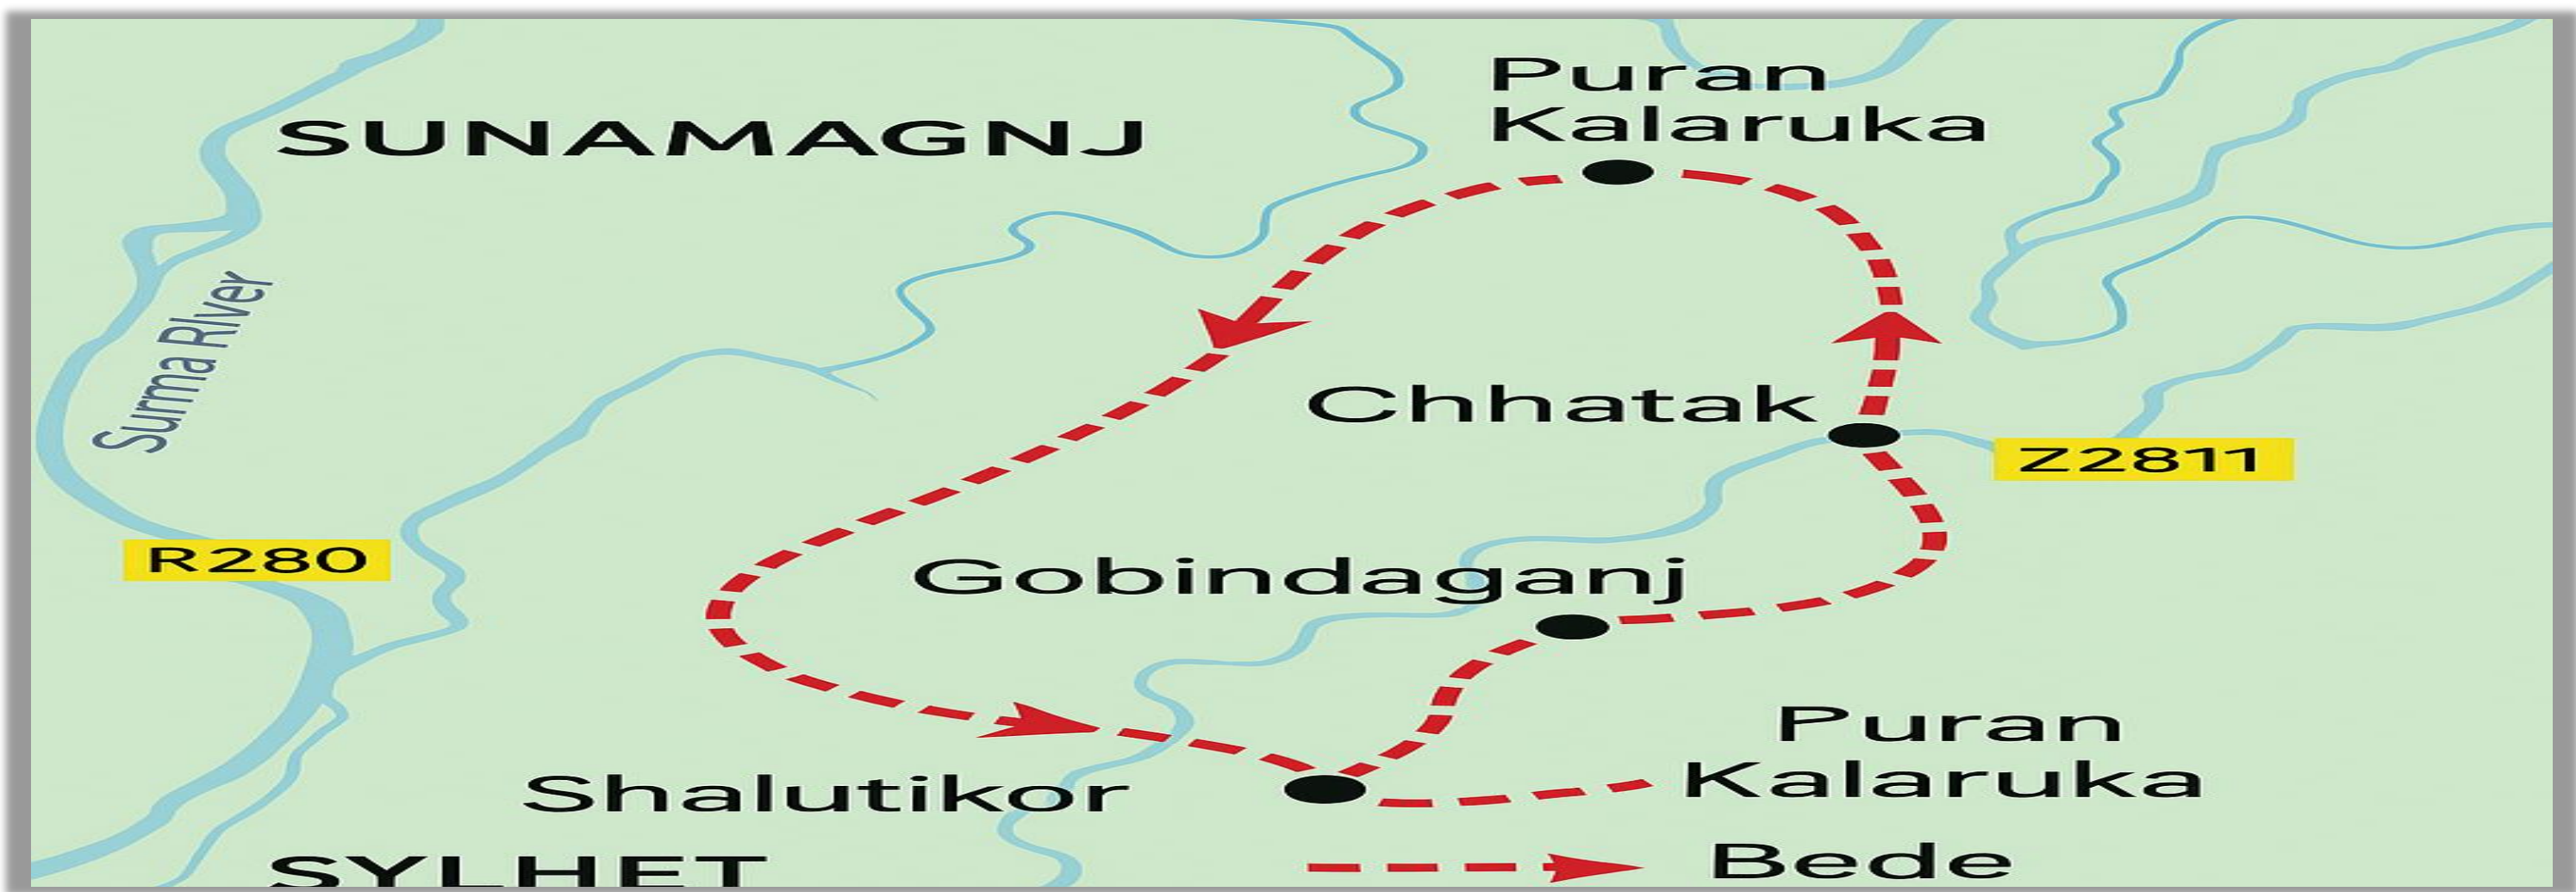 Puran
Kalaruka
SUNAMAGNJ
Surma RIver
Chhatak
Z2811
R280
Gobindaganj
Puran
Kalaruka
Shalutikor
SYLHET
Bede